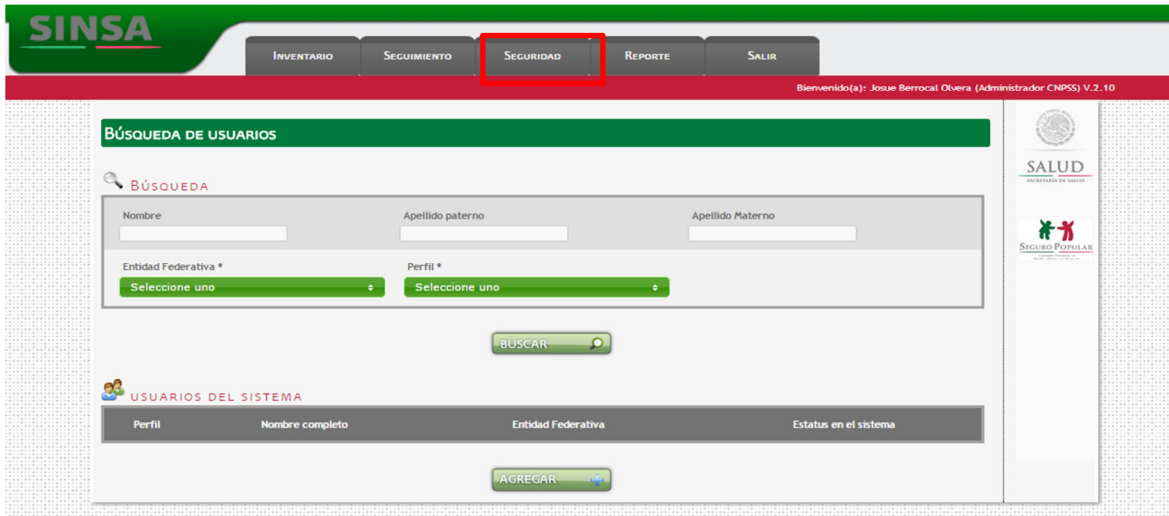 SINSA
INVENTARIO SEGUIMIENTO SEGURIDAD REPORTE SALIR
Bienvenido(a): Josue Berrocal Olvera (Administrador CNPSS) V.2.10
BÚSQUEDA DE USUARIOS
SALUD
SECRETARÍA DE SALUD
BÚSQUEDA
Nombre Apellido paterno Apellido Materno
SEGURO POPULAR
Entidad Federativa * Perfil *
Seleccione uno Seleccione uno
BUSCAR
USUARIOS DEL SISTEMA
Perfil Nombre completo Entidad Federativa Estatus en el sistema
AGREGAR